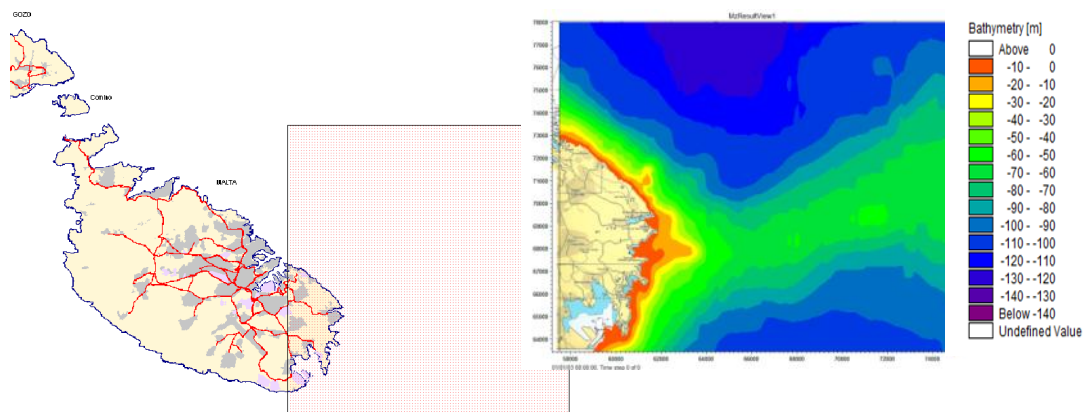 GOZO
Comino
MALTA
MzResultView1
78000
76000
75000
74000
73000
72000
71000
70000
69000
68000
67000
66000
65000
64000
58000 60000 62000 64000 66000 68000 70000 72000 74000
Bathymetry [m]
Above 0
-10 - 0
-20 - -10
-30 - -20
-40 - -30
-50 - -40
-60 - -50
-70 - -60
-80 - -70
-90 - -80
-100 - -90
-110 - -100
-120 - -110
-130 - -120
-140 - -130
Below -140
Undefined Value